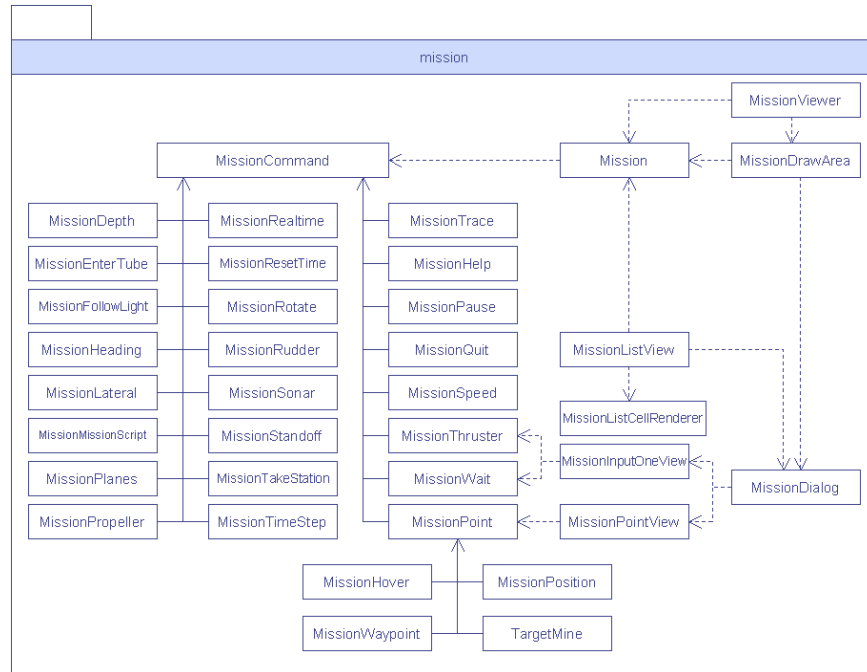 mission
MissionViewer
MissionCommand
Mission
MissionDrawArea
MissionDepth
MissionRealtime
MissionTrace
MissionEnterTube
MissionResetTime
MissionHelp
MissionFollowLight
MissionRotate
MissionPause
MissionHeading
MissionRudder
MissionQuit
MissionListView
MissionLateral
MissionSonar
MissionSpeed
MissionListCellRenderer
MissionMissionScript
MissionStandoff
MissionThruster
MissionInputOneView
MissionPlanes
MissionTakeStation
MissionWait
MissionDialog
MissionPropeller
MissionTimeStep
MissionPoint
MissionPointView
MissionHover
MissionPosition
MissionWaypoint
TargetMine